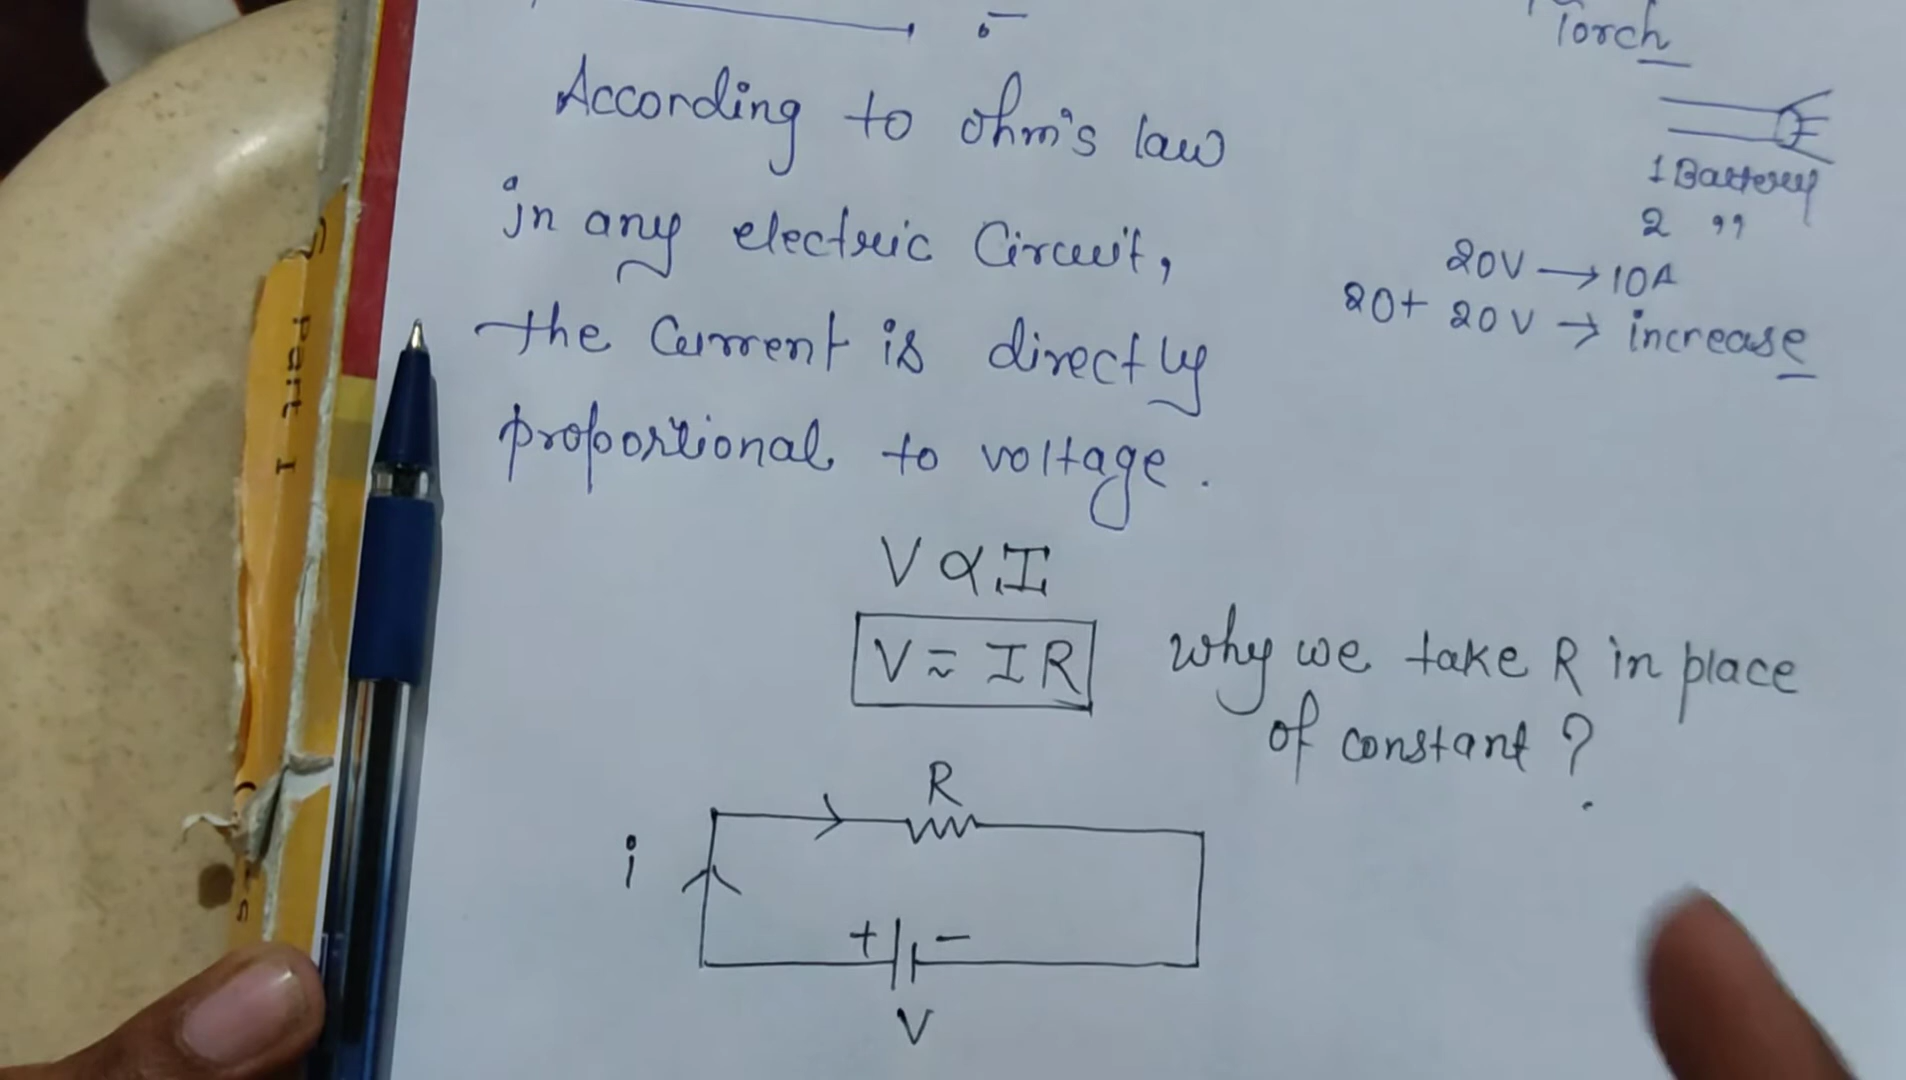 Torch
e-
According to ohm's law
in any electric Circuit,
the Current is directly
proportional to voltage.
1 Battery
2 ,,
20V → 10A
20+ 20V → increase
V ∝ I
V = IR
why we take R in place
of constant ?
R
i
+ -
V
Part I